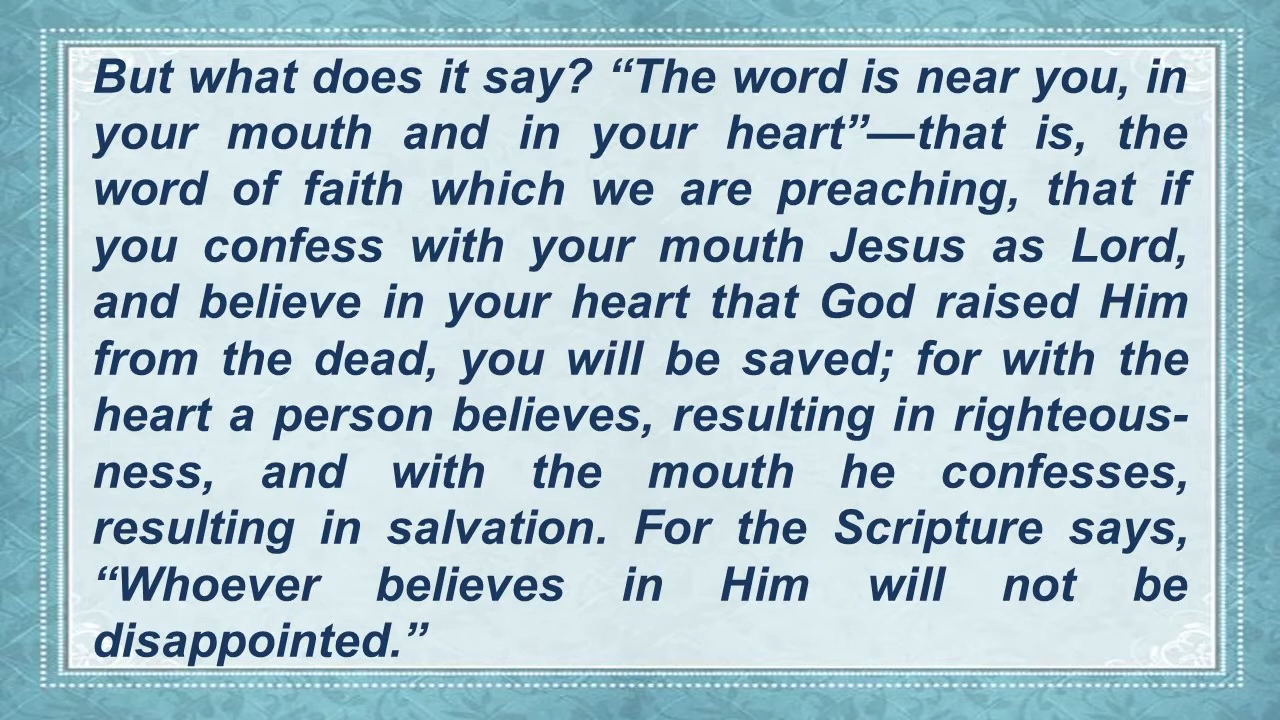 But what does it say? “The word is near you, in
your mouth and in your heart”—that is, the
word of faith which we are preaching, that if
you confess with your mouth Jesus as Lord,
and believe in your heart that God raised Him
from the dead, you will be saved; for with the
heart a person believes, resulting in righteous-
ness, and with the mouth he confesses,
resulting in salvation. For the Scripture says,
“Whoever believes in Him will not be
disappointed.”